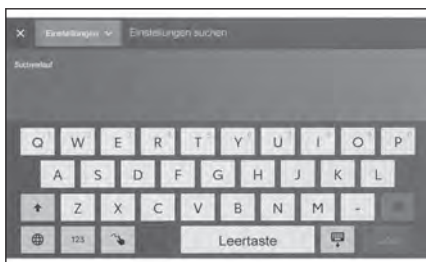 Einstellungen Einstellungen suchen
Suchverlauf
Q W E R T Y U I O P
A S D F G H J K L
Z X C V B N M -
123 Leertaste